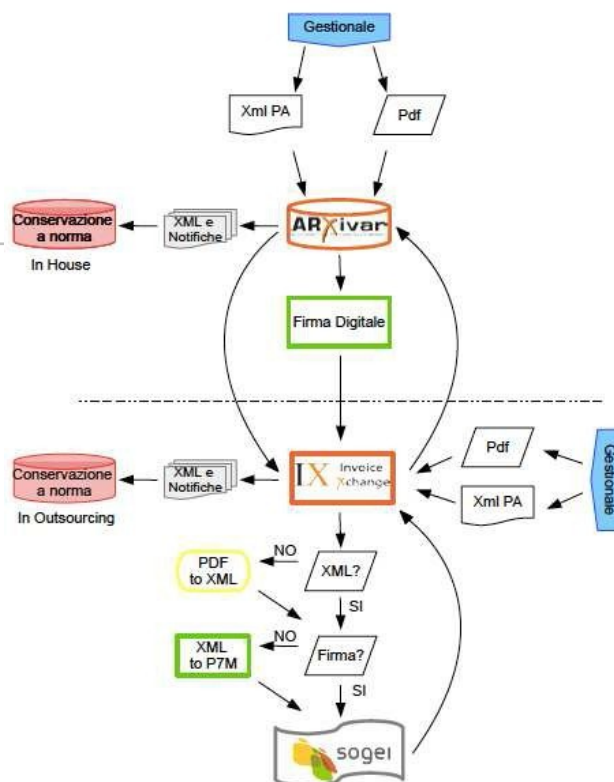 Gestionale
Xml PA
Pdf
Conservazione
a norma
XML e
Notifiche
ARXivar
In House
Firma Digitale
Conservazione
a norma
XML e
Notifiche
IX Invoice
Xchange
Pdf
Xml PA
Gestionale
In Outsourcing
PDF
to XML
NO
XML?
SI
XML
to P7M
NO
Firma?
SI
sogei